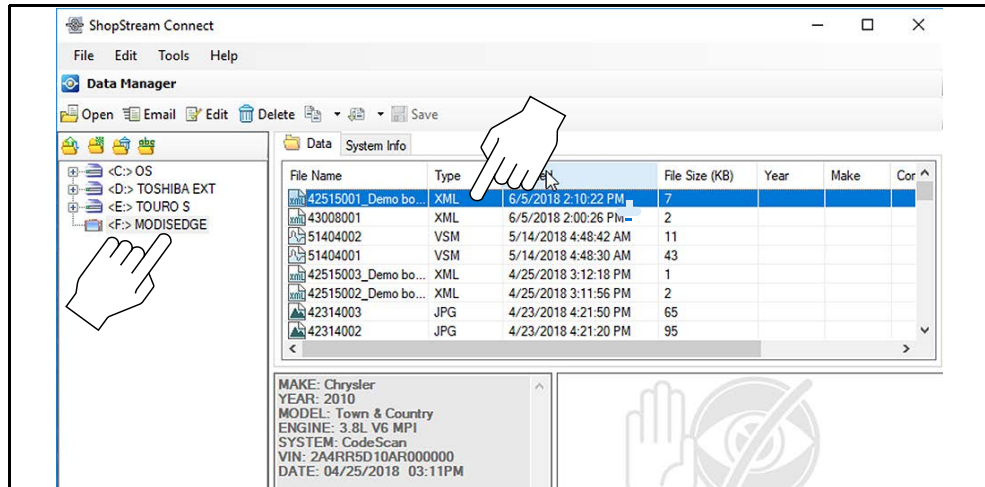 ShopStream Connect
File Edit Tools Help
Data Manager
Open Email Edit Delete Save
abg
Data System Info
<C:> OS
<D:> TOSHIBA EXT
<E:> TOURO S
<F:> MODISEDGE
File Name Type File Size (KB) Year Make Cor
42515001_Demo bo... XML 6/5/2018 2:10:22 PM 7
43008001 XML 6/5/2018 2:00:26 PM 2
51404002 VSM 5/14/2018 4:48:42 AM 11
51404001 VSM 5/14/2018 4:48:30 AM 43
42515003_Demo bo... XML 4/25/2018 3:12:18 PM 1
42515002_Demo bo... XML 4/25/2018 3:11:56 PM 2
42314003 JPG 4/23/2018 4:21:50 PM 65
42314002 JPG 4/23/2018 4:21:20 PM 95
MAKE: Chrysler
YEAR: 2010
MODEL: Town & Country
ENGINE: 3.8L V6 MPI
SYSTEM: CodeScan
VIN: 2A4RR5D10AR000000
DATE: 04/25/2018 03:11PM